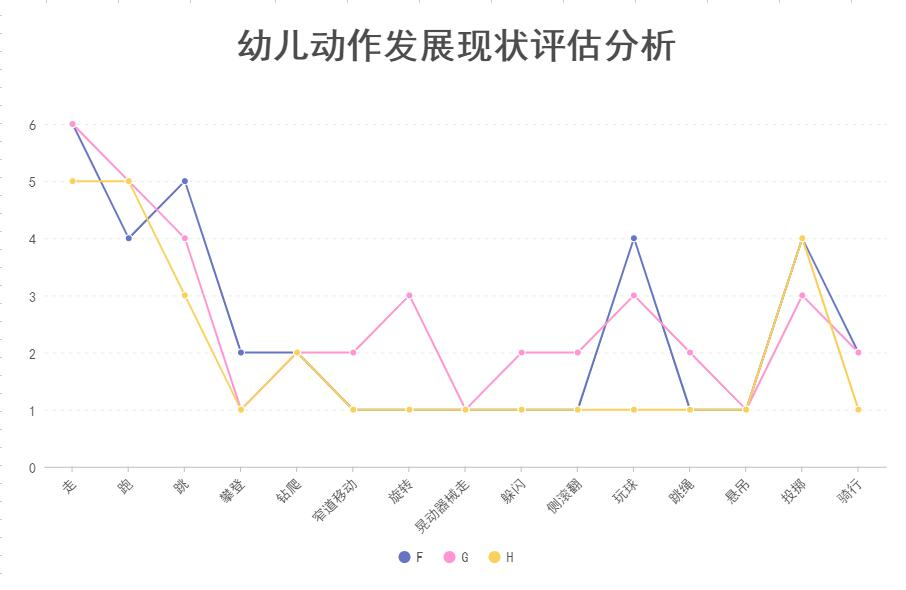 幼儿动作发展现状评估分析
6
5
4
3
2
1
0
走
跑
跳
攀登
钻爬
窄道移动
旋转
晃动器械走
躲闪
侧滚翻
玩球
跳绳
悬吊
投掷
骑行
F
G
H